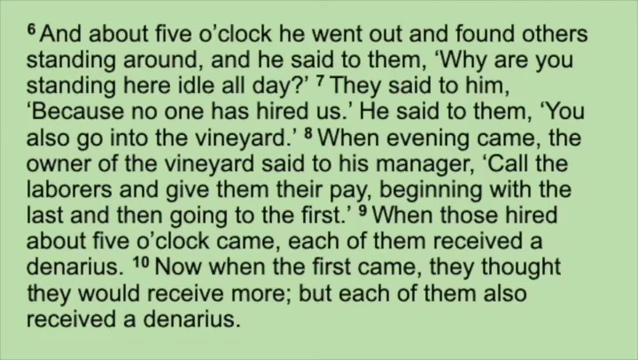 ⁶ And about five o’clock he went out and found others
standing around, and he said to them, ‘Why are you
standing here idle all day?’ ⁷ They said to him,
‘Because no one has hired us.’ He said to them, ‘You
also go into the vineyard.’ ⁸ When evening came, the
owner of the vineyard said to his manager, ‘Call the
laborers and give them their pay, beginning with the
last and then going to the first.’ ⁹ When those hired
about five o’clock came, each of them received a
denarius. ¹⁰ Now when the first came, they thought
they would receive more; but each of them also
received a denarius.